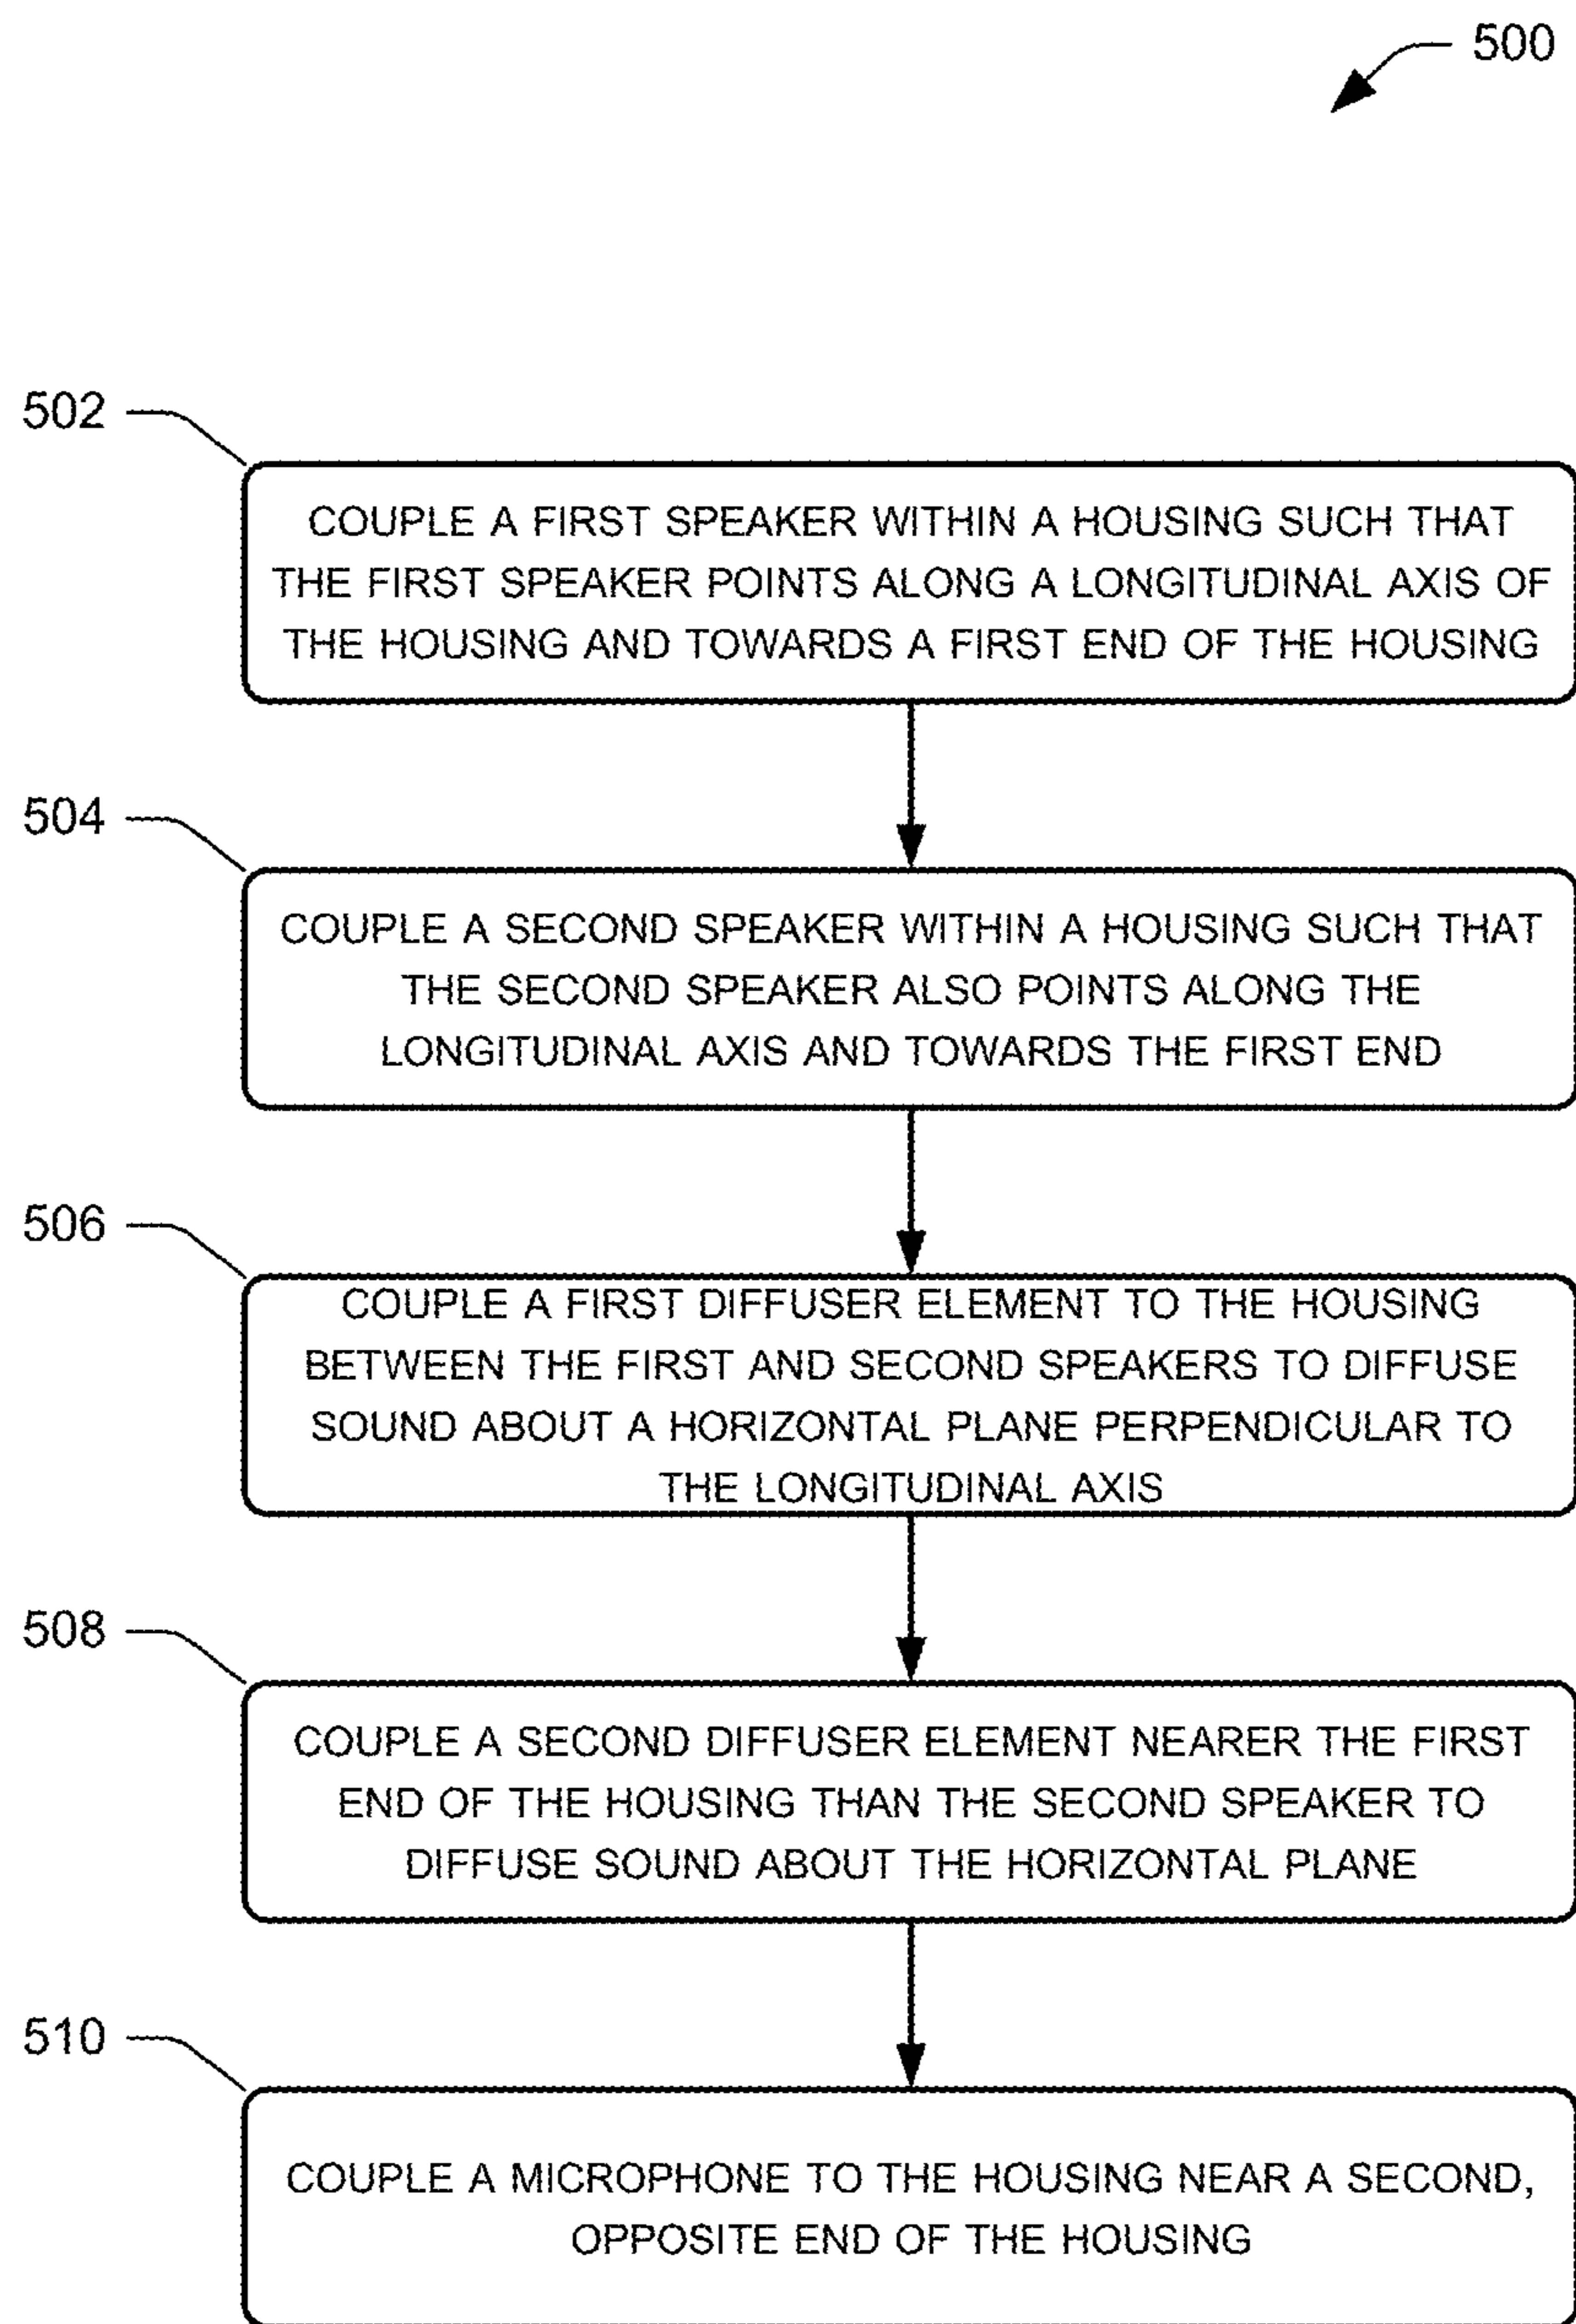 500
502
COUPLE A FIRST SPEAKER WITHIN A HOUSING SUCH THAT
THE FIRST SPEAKER POINTS ALONG A LONGITUDINAL AXIS OF
THE HOUSING AND TOWARDS A FIRST END OF THE HOUSING
504
COUPLE A SECOND SPEAKER WITHIN A HOUSING SUCH THAT
THE SECOND SPEAKER ALSO POINTS ALONG THE
LONGITUDINAL AXIS AND TOWARDS THE FIRST END
506
COUPLE A FIRST DIFFUSER ELEMENT TO THE HOUSING
BETWEEN THE FIRST AND SECOND SPEAKERS TO DIFFUSE
SOUND ABOUT A HORIZONTAL PLANE PERPENDICULAR TO
THE LONGITUDINAL AXIS
508
COUPLE A SECOND DIFFUSER ELEMENT NEARER THE FIRST
END OF THE HOUSING THAN THE SECOND SPEAKER TO
DIFFUSE SOUND ABOUT THE HORIZONTAL PLANE
510
COUPLE A MICROPHONE TO THE HOUSING NEAR A SECOND,
OPPOSITE END OF THE HOUSING